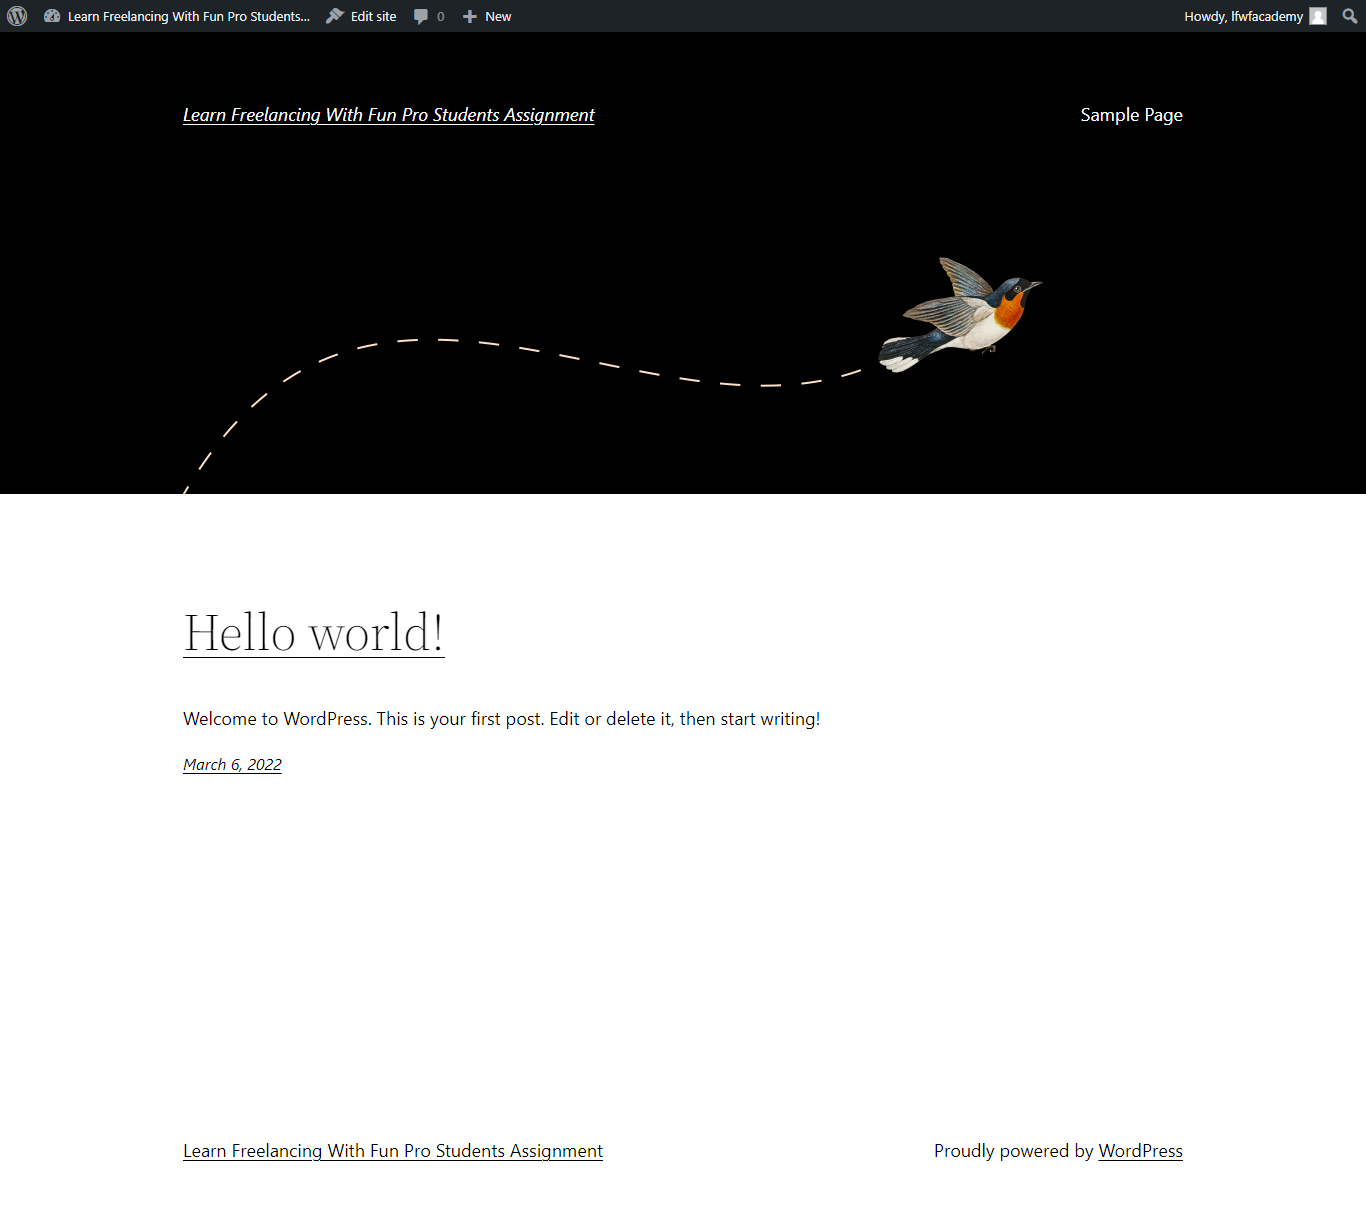 Learn Freelancing With Fun Pro Students... Edit site 0 New Howdy, lfwfacademy
Learn Freelancing With Fun Pro Students Assignment Sample Page
Hello world!
Welcome to WordPress. This is your first post. Edit or delete it, then start writing!
March 6, 2022
Learn Freelancing With Fun Pro Students Assignment Proudly powered by WordPress